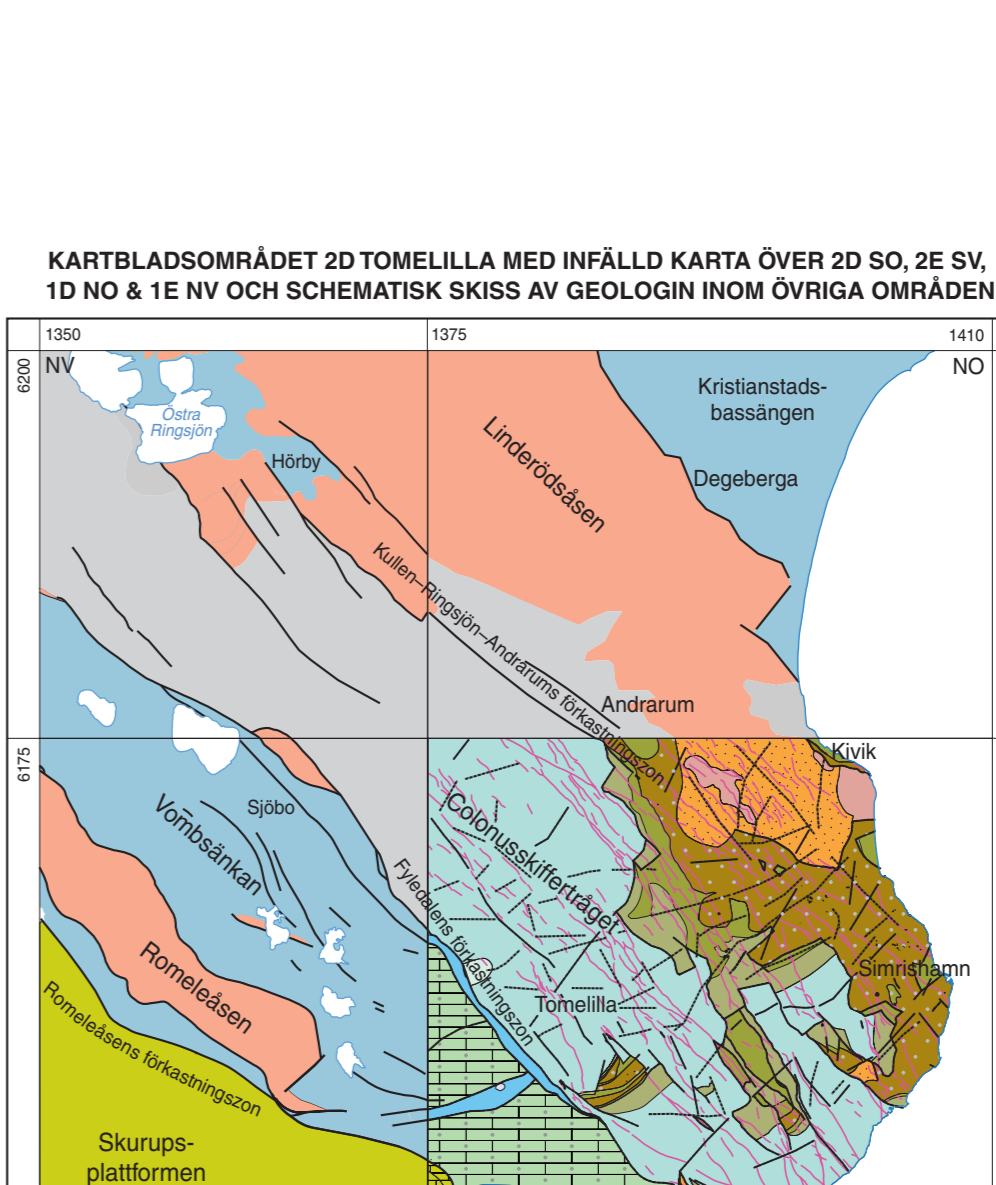 KARTBLADSOMRÅDET 2D TOMELILLA MED INFÄLLD KARTA ÖVER 2D SO, 2E SV,
1D NO & 1E NV OCH SCHEMATISK SKISS AV GEOLOGIN INOM ÖVRIGA OMRÅDEN
1350
1375
1410
6200
NV
NO
Kristianstads-
bassängen
Östra
Ringsjön
Linderödsåsen
Hörby
Degeberga
Kullen–Ringsjön–Andrarums förkastningszon
Andrarum
6175
Kivik
Sjöbo
Vombsänkan
Colonusskiffertråget
Fyledalens förkastningszon
Simrishamn
Romeleåsen
Tomelilla
Romeleåsens förkastningszon
Skurups-
plattformen